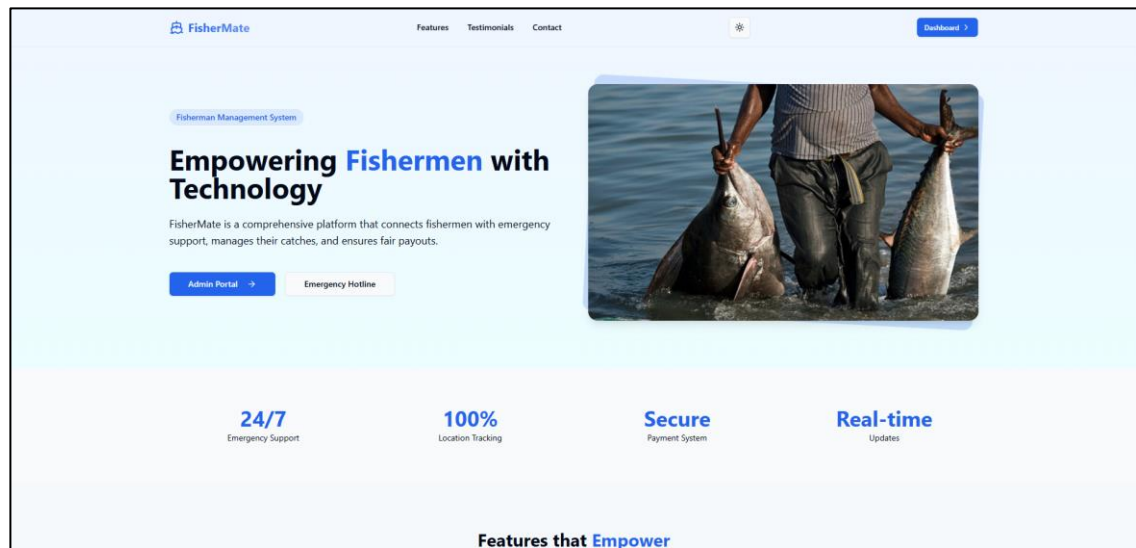 FisherMate
Features Testimonials Contact
Dashboard
Fisherman Management System
Empowering Fishermen with
Technology
FisherMate is a comprehensive platform that connects fishermen with emergency
support, manages their catches, and ensures fair payouts.
Admin Portal
Emergency Hotline
24/7
Emergency Support
100%
Location Tracking
Secure
Payment System
Real-time
Updates
Features that Empower